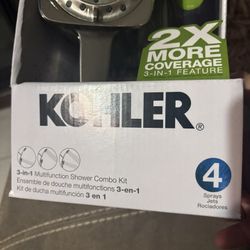 2X
MORE
COVERAGE
3-IN-1 FEATURE
KOHLER®
3-in-1 Multifunction Shower Combo Kit
Ensemble de douche multifonctions 3-en-1
Kit de ducha multifunción 3 en 1
4
Sprays
Jets
Rociadores